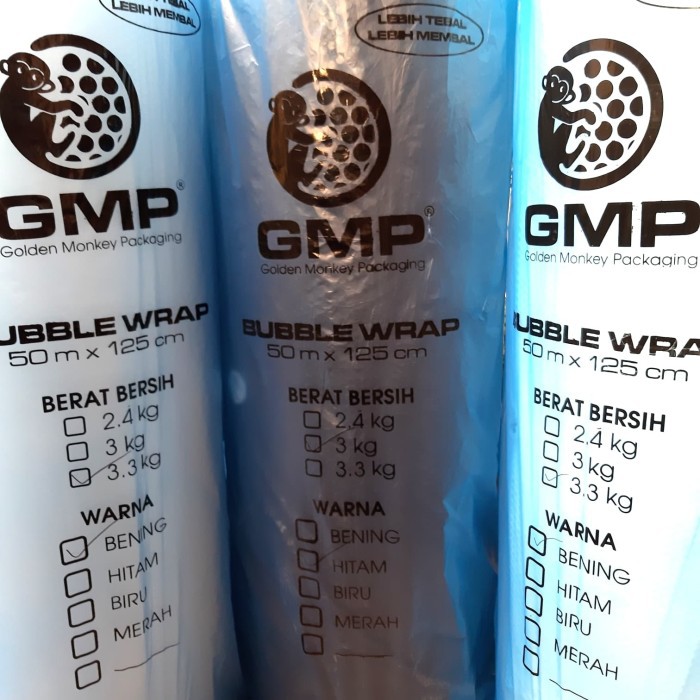 TEBAL
LEBIH MEMBAL
GMP®
Golden Monkey Packaging
UBBLE WRAP
50 m x 125 cm
BERAT BERSIH
2.4 kg
3 kg
3.3 kg
WARNA
BENING
HITAM
BIRU
MERAH
LEBIH TEBAL
LEBIH MEMBAL
GMP®
Golden Monkey Packaging
BUBBLE WRAP
50 m x 125 cm
BERAT BERSIH
2.4 kg
3 kg
3.3 kg
WARNA
BENING
HITAM
BIRU
MERAH
GMP
Golden Monkey Packaging
UBBLE WRA
50 m x 125 cm
BERAT BERSIH
2.4 kg
3 kg
3.3 kg
WARNA
BENING
HITAM
BIRU
MERAH